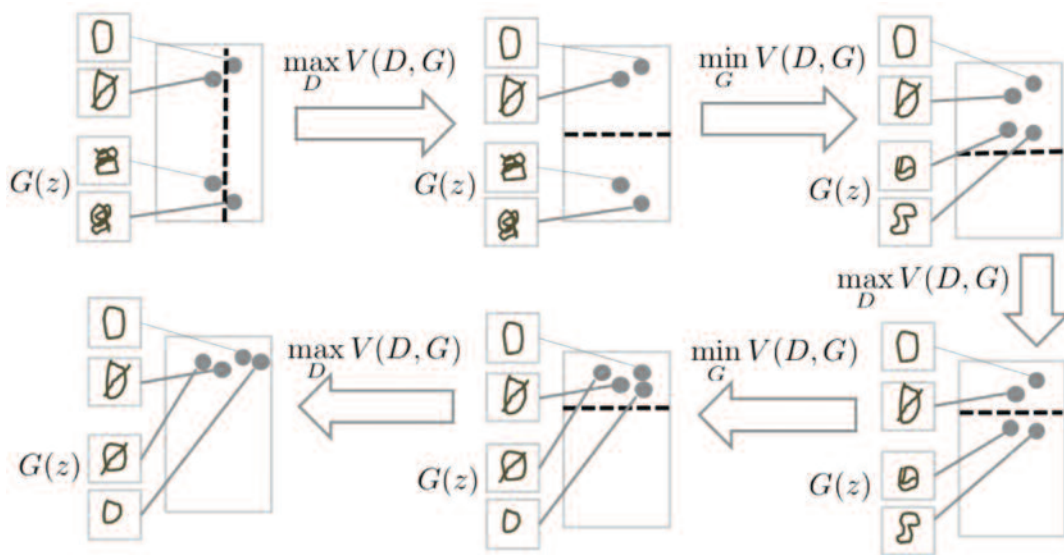 max V(D, G)
D
min V(D, G)
G
G(z)
G(z)
G(z)
max V(D, G)
D
max V(D, G)
D
min V(D, G)
G
G(z)
G(z)
G(z)